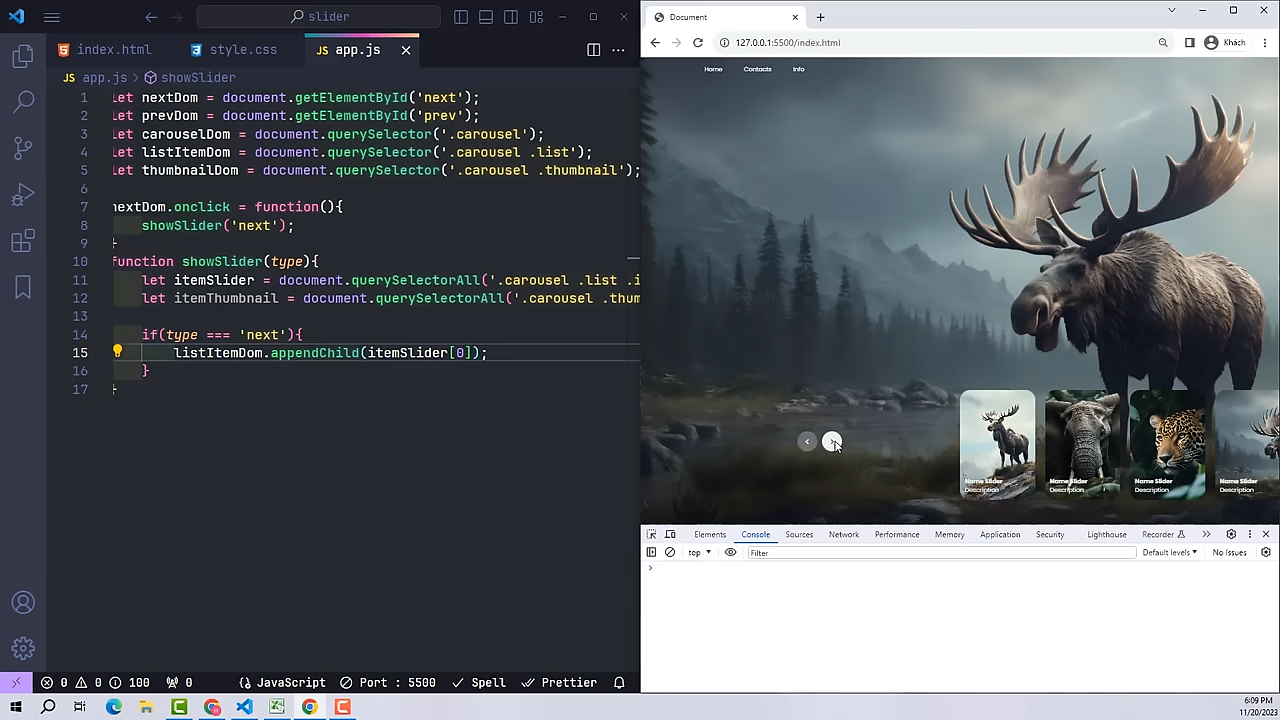 slider
index.html
style.css
JS app.js
JS app.js > showSlider
1 let nextDom = document.getElementById('next');
2 let prevDom = document.getElementById('prev');
3 let carouselDom = document.querySelector('.carousel');
4 let listItemDom = document.querySelector('.carousel .list');
5 let thumbnailDom = document.querySelector('.carousel .thumbnail');
6
7 nextDom.onclick = function(){
8 showSlider('next');
9 }
10 function showSlider(type){
11 let itemSlider = document.querySelectorAll('.carousel .list .i
12 let itemThumbnail = document.querySelectorAll('.carousel .thum
13
14 if(type === 'next'){
15 listItemDom.appendChild(itemSlider[0]);
16 }
17 }
0 0 100 0 {} JavaScript Port : 5500 Spell Prettier
Document
127.0.0.1:5500/index.html
Khách
Home Contacts Info
Name Slider
Description
Name Slider
Description
Name Slider
Description
Name Slider
Description
Elements Console Sources Network Performance Memory Application Security Lighthouse Recorder
top Filter Default levels No Issues
6:09 PM
11/20/2023